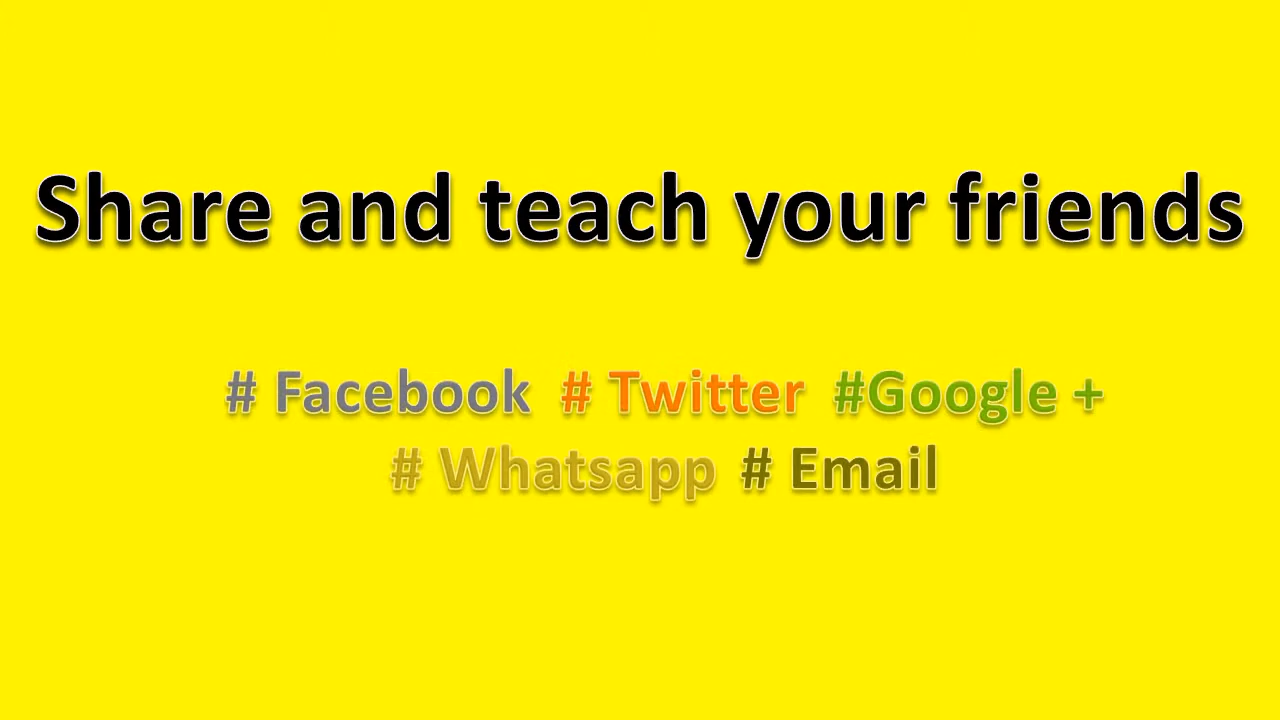 Share and teach your friends
# Facebook # Twitter #Google +
# Whatsapp # Email